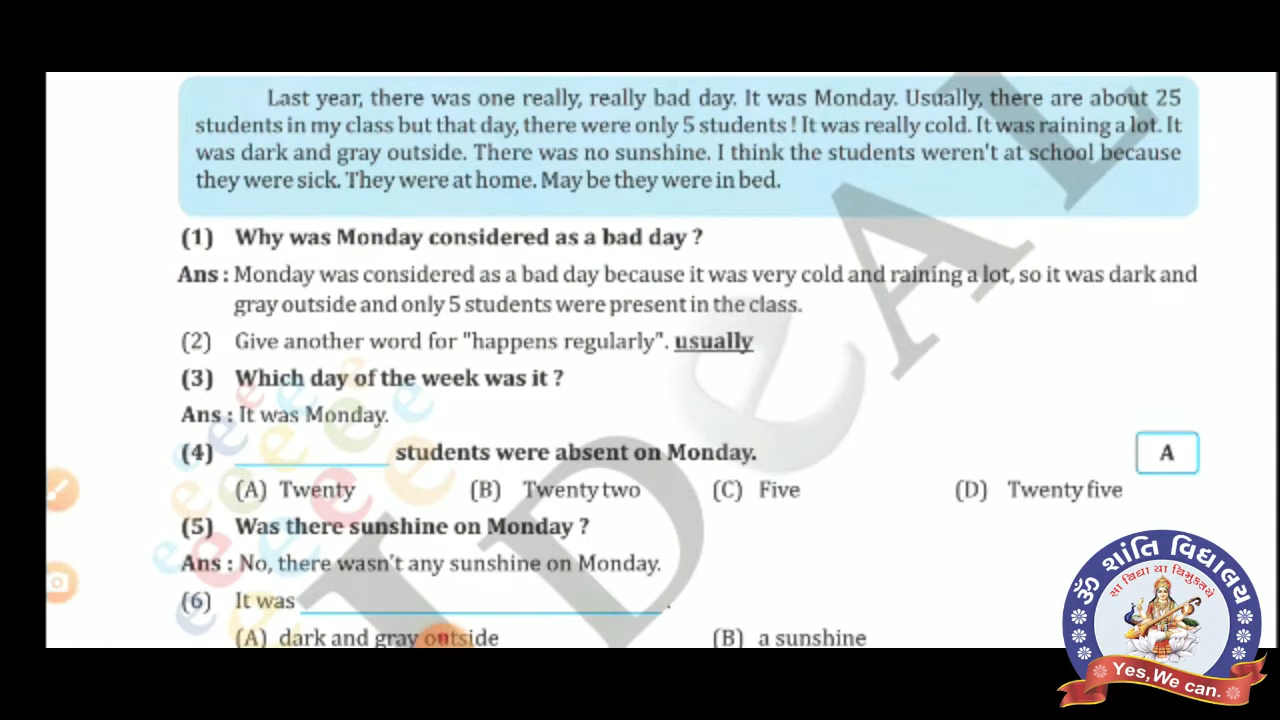 Last year, there was one really, really bad day. It was Monday. Usually, there are about 25
students in my class but that day, there were only 5 students ! It was really cold. It was raining a lot. It
was dark and gray outside. There was no sunshine. I think the students weren't at school because
they were sick. They were at home. May be they were in bed.
(1) Why was Monday considered as a bad day ?
Ans : Monday was considered as a bad day because it was very cold and raining a lot, so it was dark and
gray outside and only 5 students were present in the class.
(2) Give another word for "happens regularly". usually
(3) Which day of the week was it ?
Ans : It was Monday.
(4) ____________ students were absent on Monday. A
(A) Twenty (B) Twenty two (C) Five (D) Twenty five
(5) Was there sunshine on Monday ?
Ans : No, there wasn't any sunshine on Monday.
(6) It was ____________ .
(A) dark and gray outside (B) a sunshine
IDeAL
ૐ શાંતિ વિદ્યાલય
સા વિદ્યા યા વિમુક્તયે
Yes, We can.